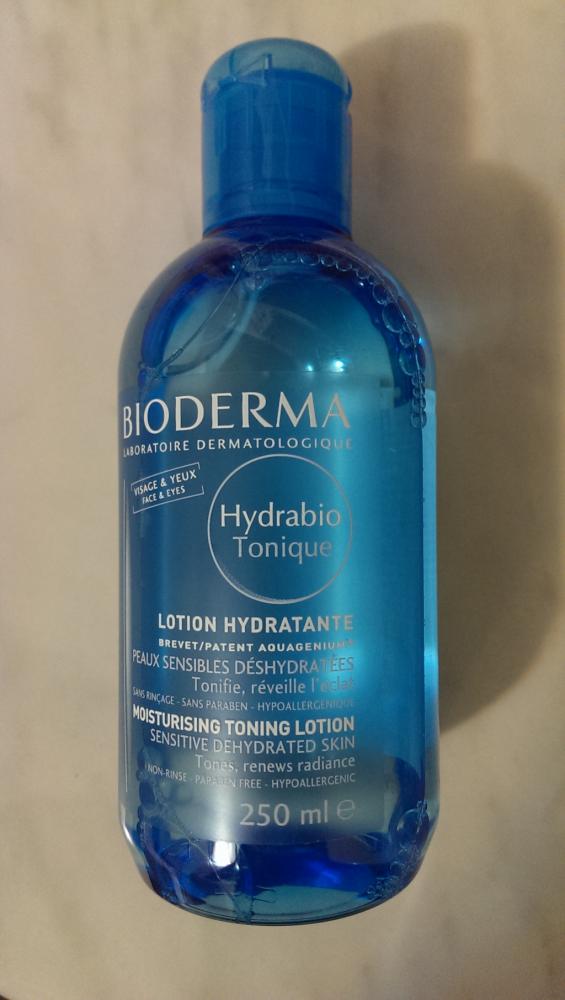 BIODERMA
LABORATOIRE DERMATOLOGIQUE
VISAGE & YEUX
FACE & EYES
Hydrabio
Tonique
LOTION HYDRATANTE
BREVET/PATENT AQUAGENIUM®
PEAUX SENSIBLES DÉSHYDRATÉES
Tonifie, réveille l'éclat
SANS RINÇAGE - SANS PARABEN - HYPOALLERGÉNIQUE
MOISTURISING TONING LOTION
SENSITIVE DEHYDRATED SKIN
Tones, renews radiance
NON-RINSE - PARABEN FREE - HYPOALLERGENIC
250 ml ℮